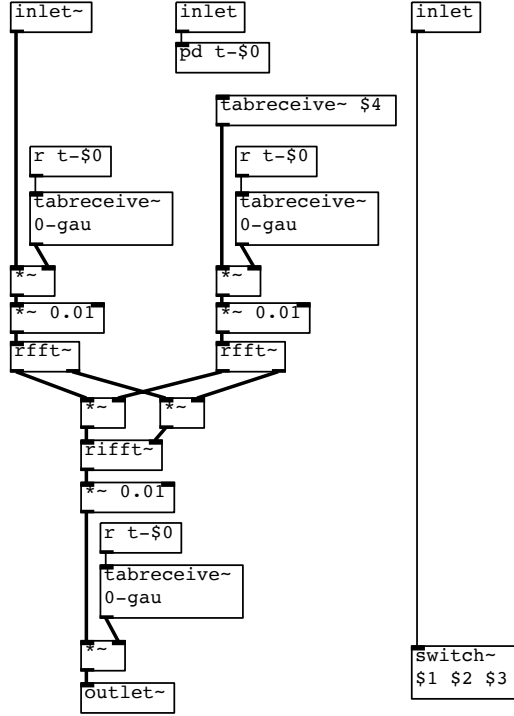 inlet~
inlet
inlet
pd t-$0
tabreceive~ $4
r t-$0
r t-$0
tabreceive~
0-gau
tabreceive~
0-gau
*~
*~
*~ 0.01
*~ 0.01
rfft~
rfft~
*~
*~
rifft~
*~ 0.01
r t-$0
tabreceive~
0-gau
*~
switch~
$1 $2 $3
outlet~